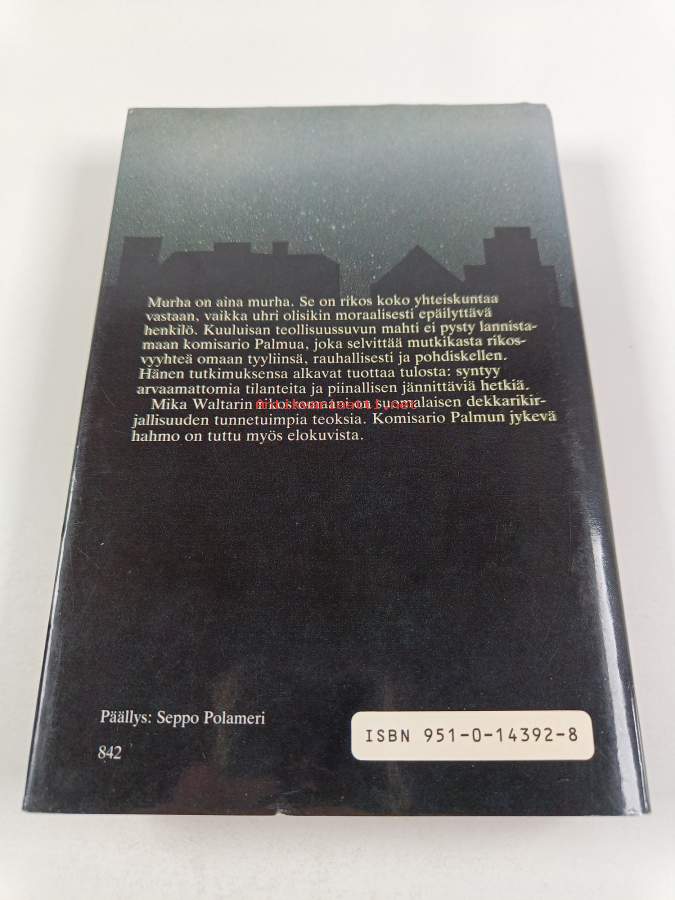 Murha on aina murha. Se on rikos koko yhteiskuntaa
vastaan, vaikka uhri olisikin moraalisesti epäilyttävä
henkilö. Kuuluisan teollisuussuvun mahti ei pysty lannista-
maan komisario Palmua, joka selvittää mutkikasta rikos-
vyyhteä omaan tyyliinsä, rauhallisesti ja pohdiskellen.
Hänen tutkimuksensa alkavat tuottaa tulosta: syntyy
arvaamattomia tilanteita ja piinallisen jännittäviä hetkiä.
Mika Waltarin rikosromaani on suomalaisen dekkarikir-
jallisuuden tunnetuimpia teoksia. Komisario Palmun jykevä
hahmo on tuttu myös elokuvista.
Päällys: Seppo Polameri
842
ISBN 951-0-14392-8